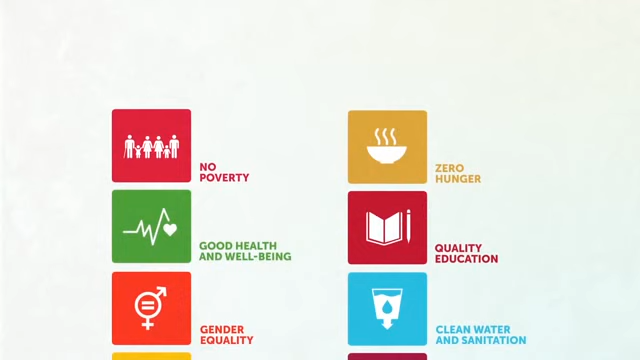 NO
POVERTY
ZERO
HUNGER
GOOD HEALTH
AND WELL-BEING
QUALITY
EDUCATION
GENDER
EQUALITY
CLEAN WATER
AND SANITATION